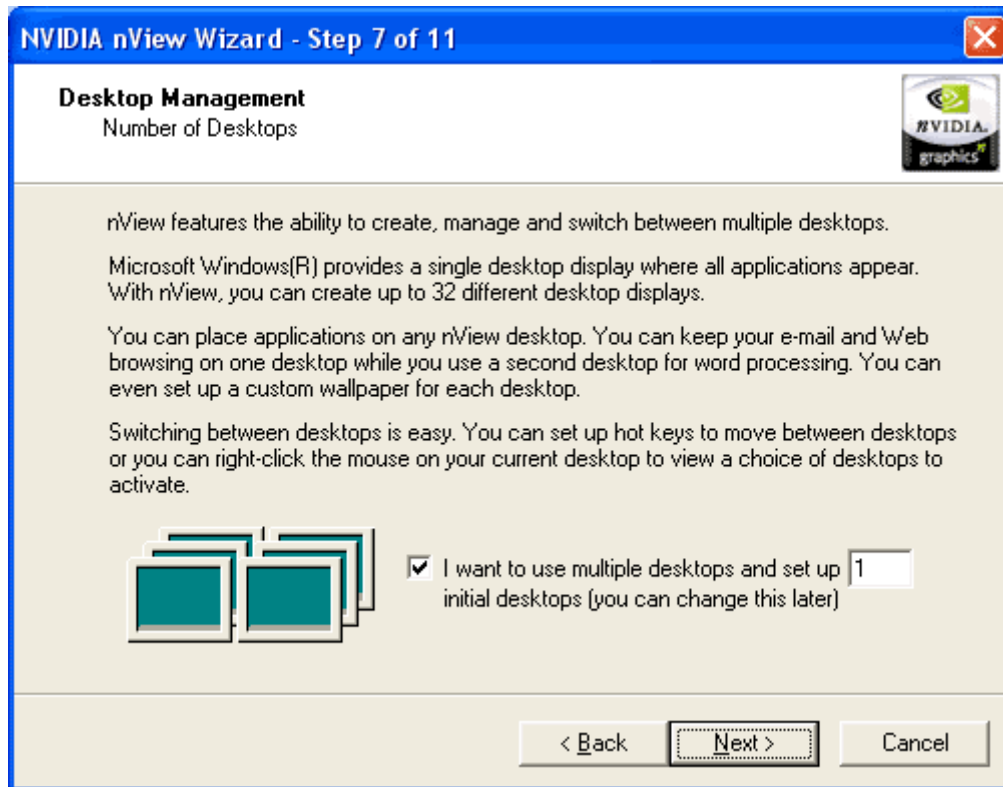 NVIDIA nView Wizard - Step 7 of 11
Desktop Management
Number of Desktops
NVIDIA.
graphics
nView features the ability to create, manage and switch between multiple desktops.
Microsoft Windows(R) provides a single desktop display where all applications appear.
With nView, you can create up to 32 different desktop displays.
You can place applications on any nView desktop. You can keep your e-mail and Web
browsing on one desktop while you use a second desktop for word processing. You can
even set up a custom wallpaper for each desktop.
Switching between desktops is easy. You can set up hot keys to move between desktops
or you can right-click the mouse on your current desktop to view a choice of desktops to
activate.
I want to use multiple desktops and set up 1
initial desktops (you can change this later)
< Back Next > Cancel